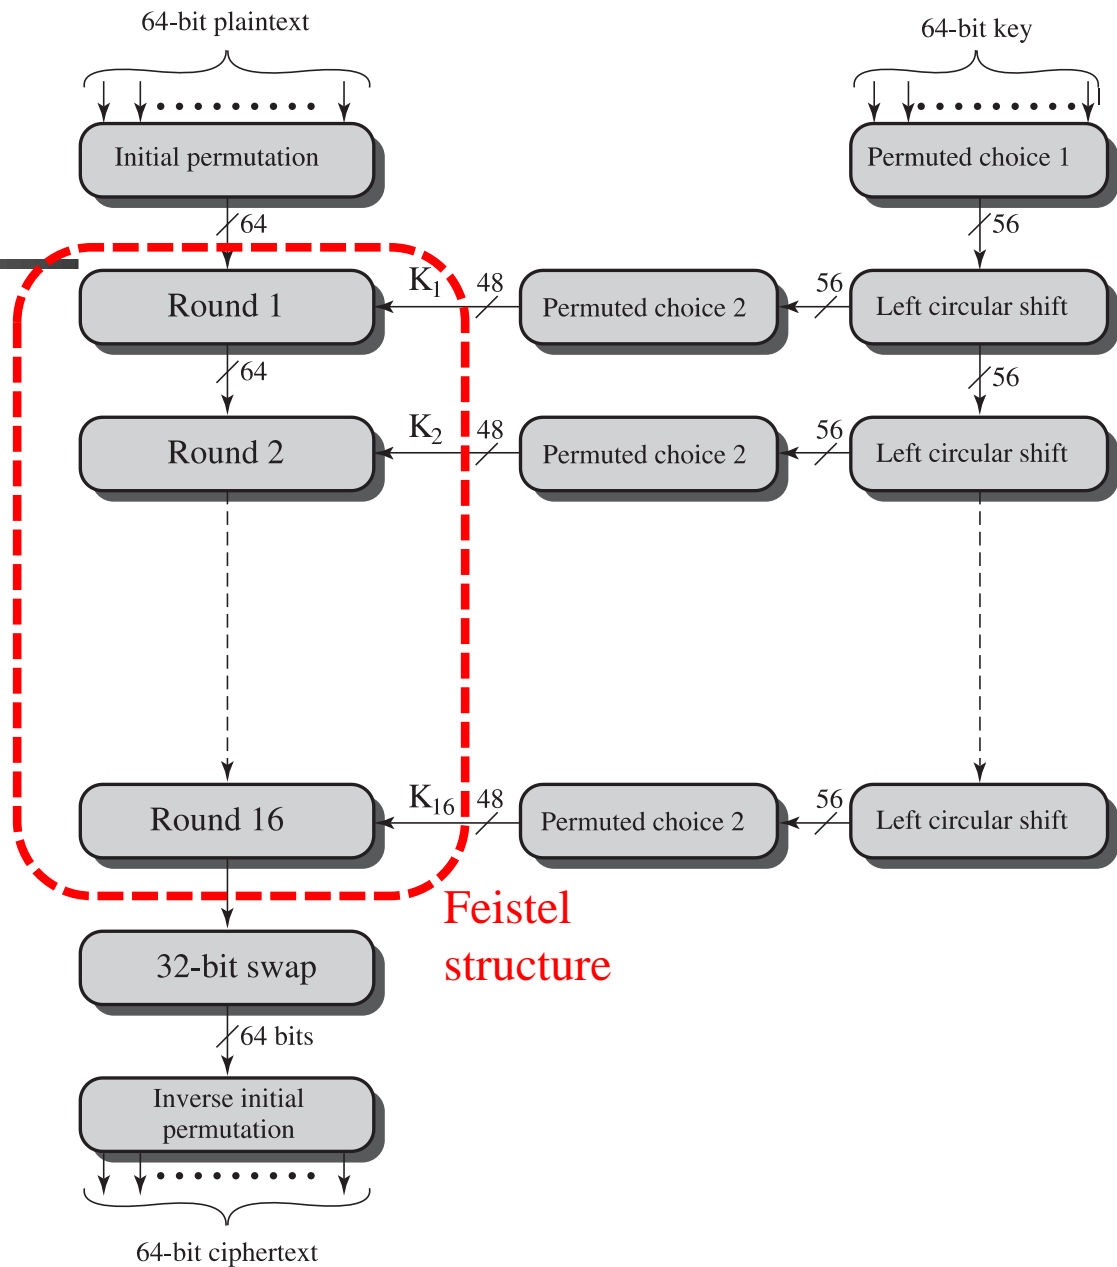 64-bit plaintext
64-bit key
Initial permutation
Permuted choice 1
64
56
Round 1
K1
48
Permuted choice 2
56
Left circular shift
64
56
Round 2
K2
48
Permuted choice 2
56
Left circular shift
Round 16
K16
48
Permuted choice 2
56
Left circular shift
Feistel
structure
32-bit swap
64 bits
Inverse initial
permutation
64-bit ciphertext